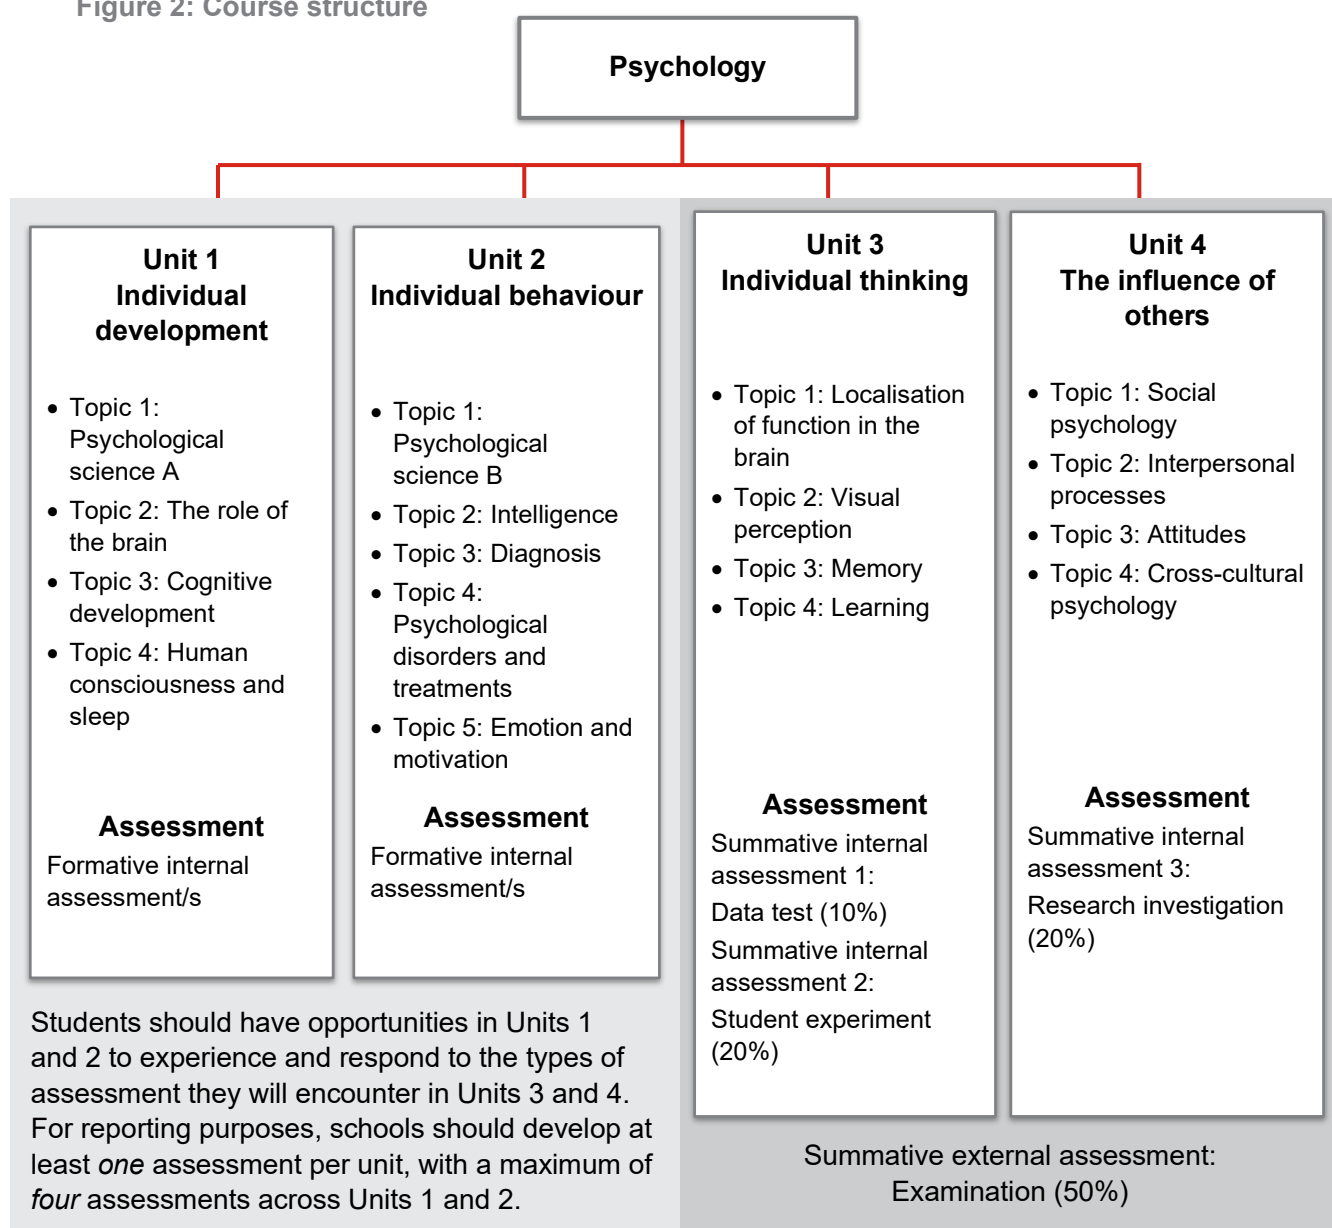 Figure 2: Course structure
Psychology
Unit 1
Individual
development
• Topic 1:
Psychological
science A
• Topic 2: The role of
the brain
• Topic 3: Cognitive
development
• Topic 4: Human
consciousness and
sleep
Assessment
Formative internal
assessment/s
Unit 2
Individual behaviour
• Topic 1:
Psychological
science B
• Topic 2: Intelligence
• Topic 3: Diagnosis
• Topic 4:
Psychological
disorders and
treatments
• Topic 5: Emotion and
motivation
Assessment
Formative internal
assessment/s
Students should have opportunities in Units 1
and 2 to experience and respond to the types of
assessment they will encounter in Units 3 and 4.
For reporting purposes, schools should develop at
least one assessment per unit, with a maximum of
four assessments across Units 1 and 2.
Unit 3
Individual thinking
• Topic 1: Localisation
of function in the
brain
• Topic 2: Visual
perception
• Topic 3: Memory
• Topic 4: Learning
Assessment
Summative internal
assessment 1:
Data test (10%)
Summative internal
assessment 2:
Student experiment
(20%)
Unit 4
The influence of
others
• Topic 1: Social
psychology
• Topic 2: Interpersonal
processes
• Topic 3: Attitudes
• Topic 4: Cross-cultural
psychology
Assessment
Summative internal
assessment 3:
Research investigation
(20%)
Summative external assessment:
Examination (50%)